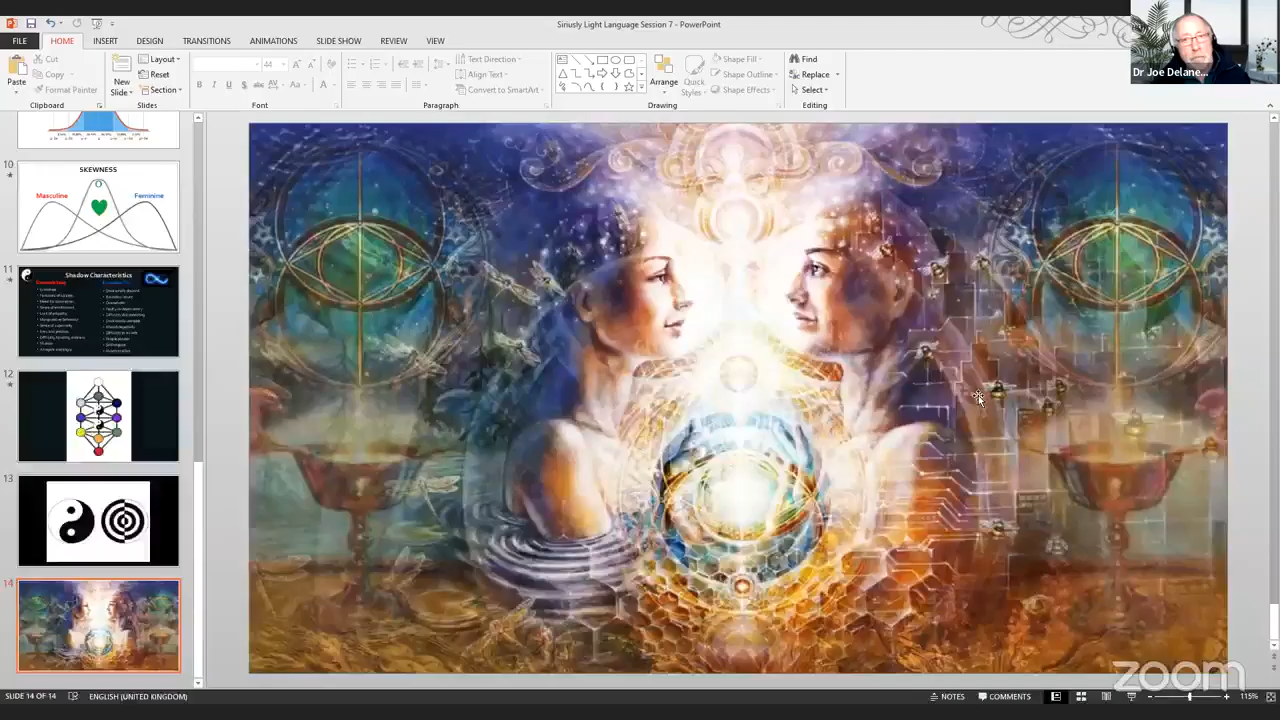 Siriusly Light Language Session 7 - PowerPoint
FILE HOME INSERT DESIGN TRANSITIONS ANIMATIONS SLIDE SHOW REVIEW VIEW
Dr Joe Delane...
Paste
Cut
Copy
Format Painter
Clipboard
New Slide
Layout
Reset
Section
Slides
44
Font
Text Direction
Align Text
Convert to SmartArt
Paragraph
Arrange
Quick Styles
Shape Fill
Shape Outline
Shape Effects
Drawing
Find
Replace
Select
Editing
10
SKEWNESS
Masculine
Feminine
11
Shadow Characteristics
12
13
14
zoom
SLIDE 14 OF 14 ENGLISH (UNITED KINGDOM) NOTES COMMENTS 115%